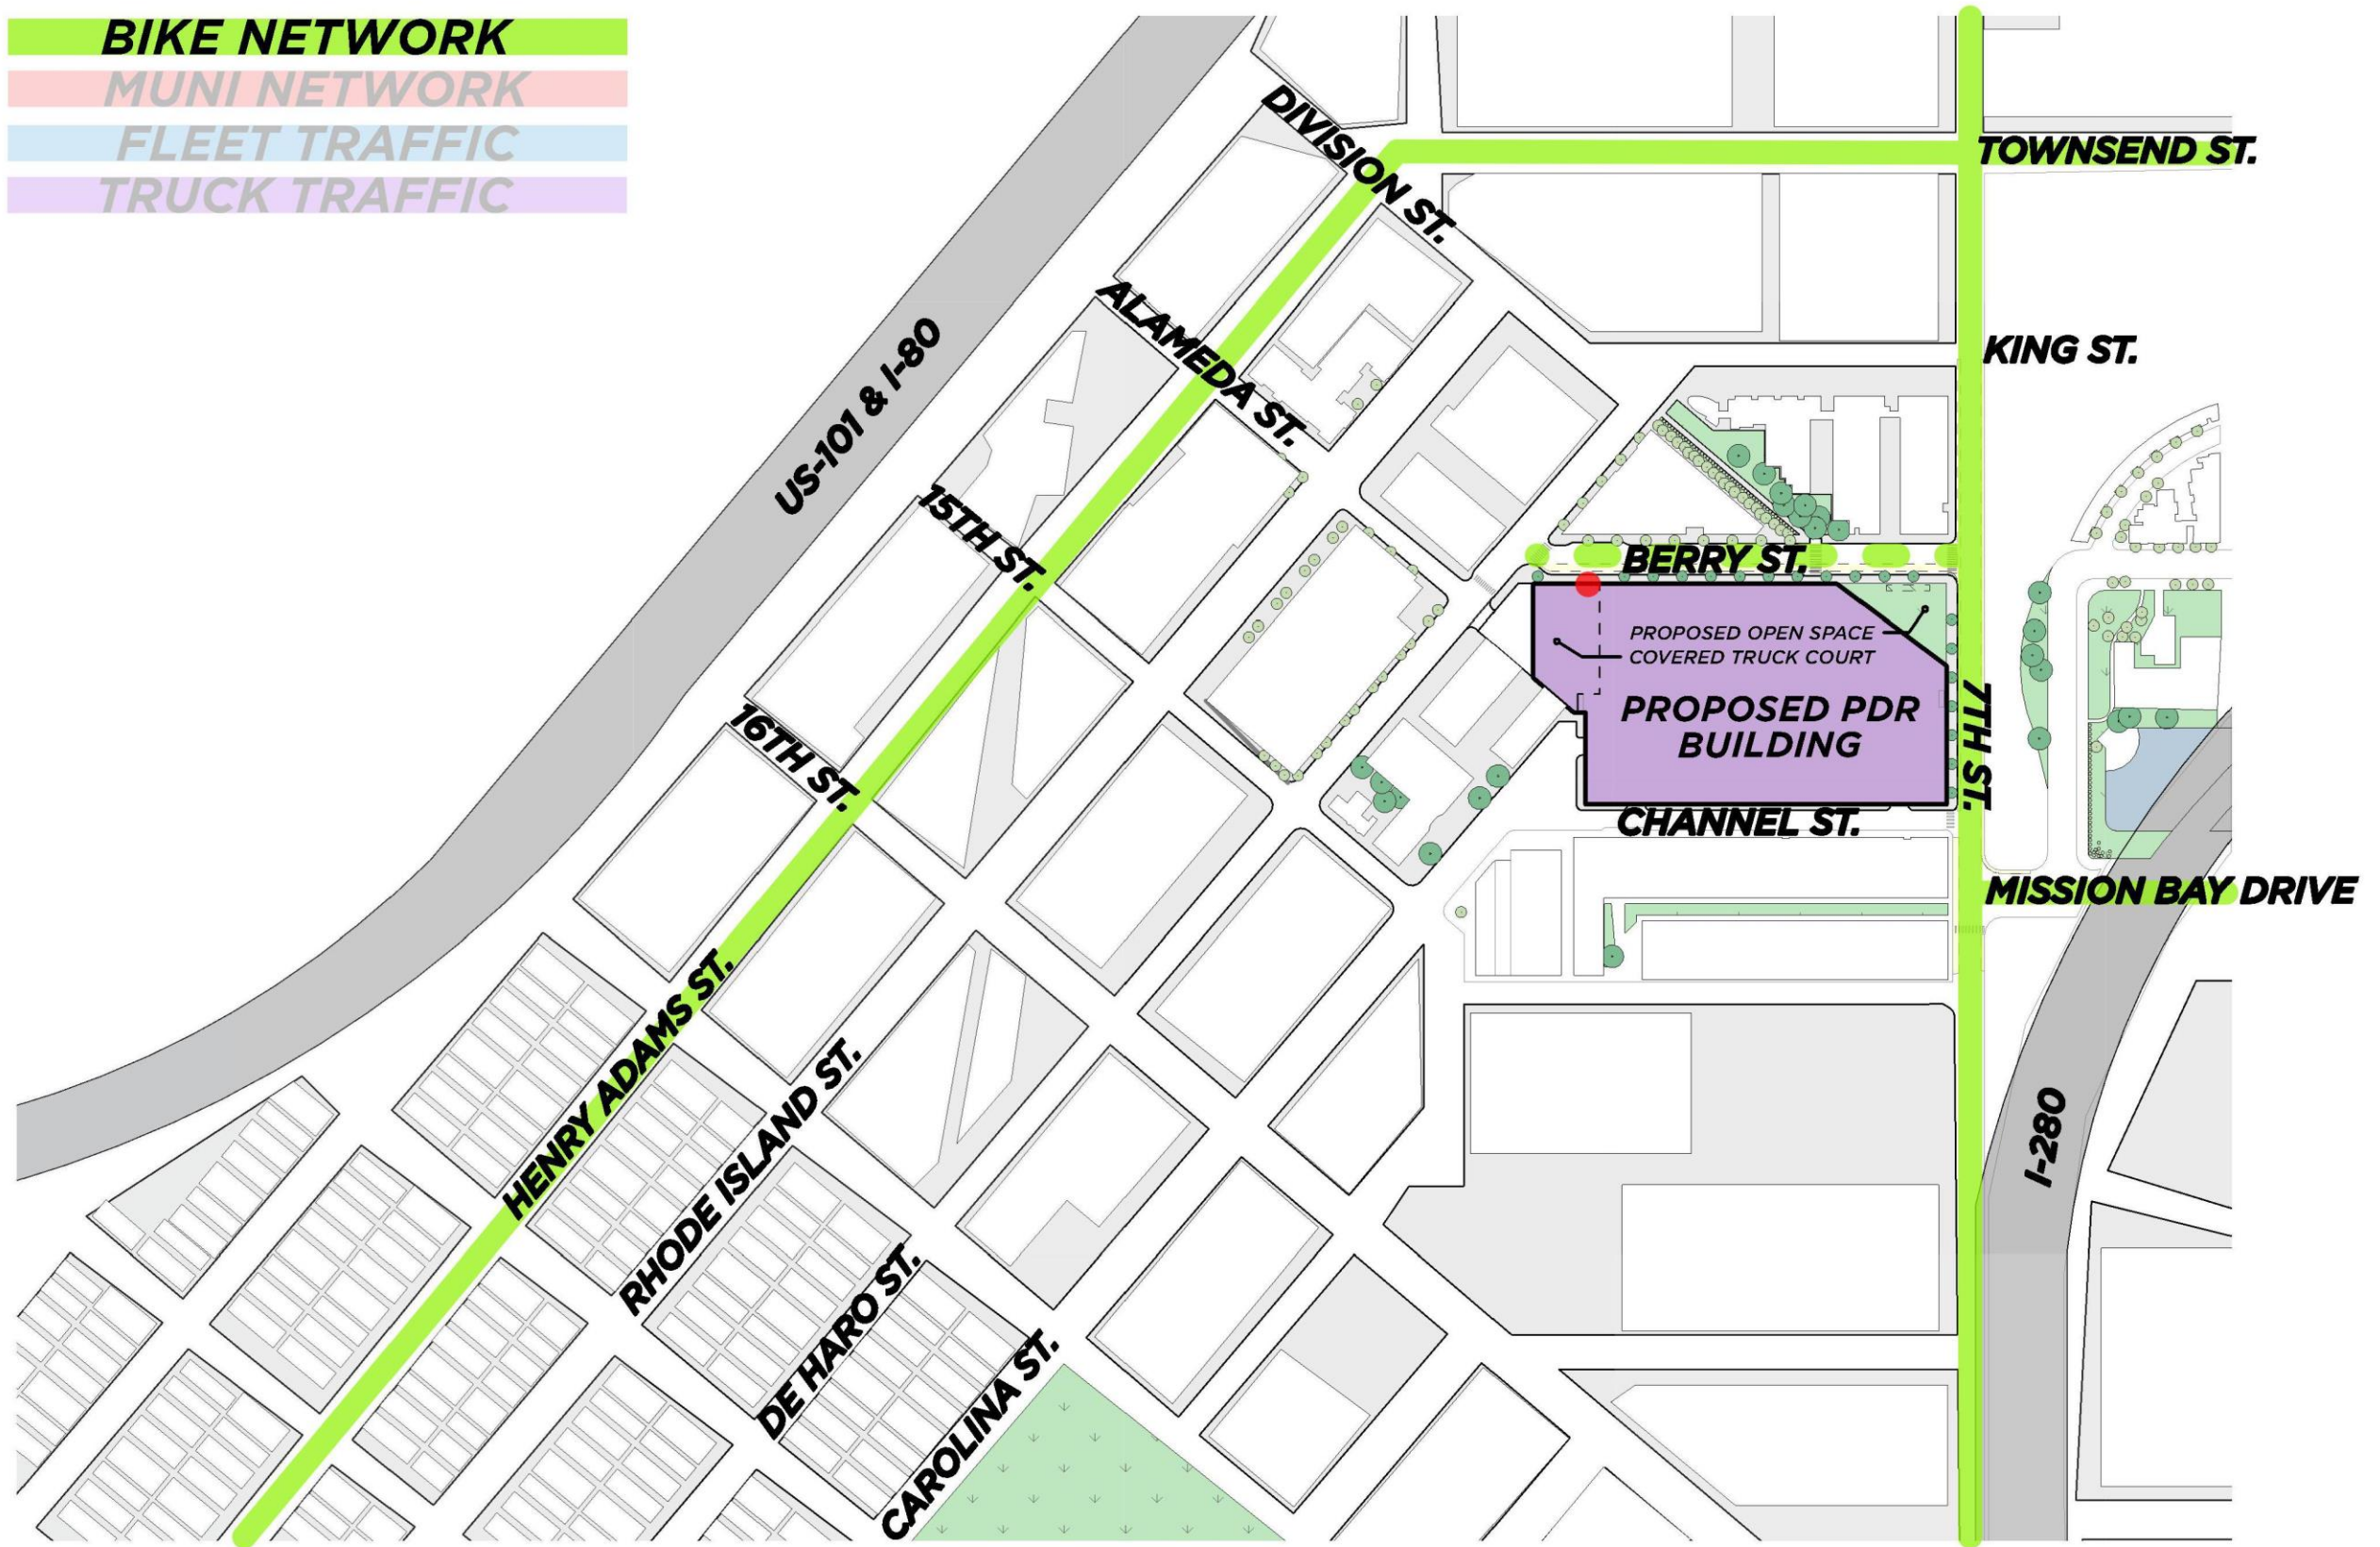 BIKE NETWORK
MUNI NETWORK
FLEET TRAFFIC
TRUCK TRAFFIC
DIVISION ST.
TOWNSEND ST.
ALAMEDA ST.
KING ST.
US-101 & I-80
15TH ST.
BERRY ST.
PROPOSED OPEN SPACE
COVERED TRUCK COURT
PROPOSED PDR
BUILDING
7TH ST.
16TH ST.
CHANNEL ST.
MISSION BAY DRIVE
HENRY ADAMS ST.
RHODE ISLAND ST.
I-280
DE HARO ST.
CAROLINA ST.